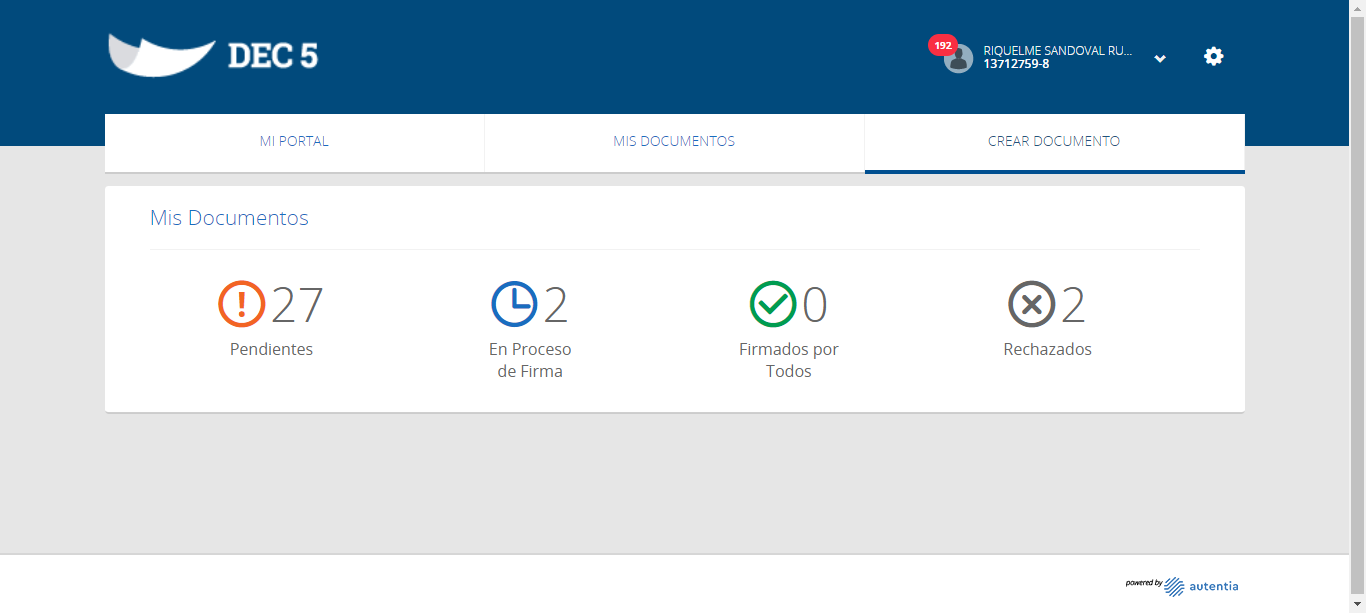 DEC 5
192
RIQUELME SANDOVAL RU...
13712759-8
MI PORTAL
MIS DOCUMENTOS
CREAR DOCUMENTO
Mis Documentos
27
Pendientes
2
En Proceso
de Firma
0
Firmados por
Todos
2
Rechazados
powered by
autentia